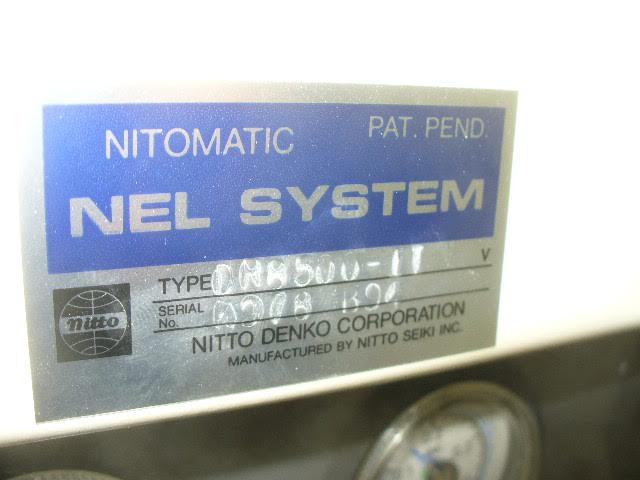 NITOMATIC PAT. PEND.
NEL SYSTEM
TYPE V
SERIAL No.
nitto
NITTO DENKO CORPORATION
MANUFACTURED BY NITTO SEIKI INC.